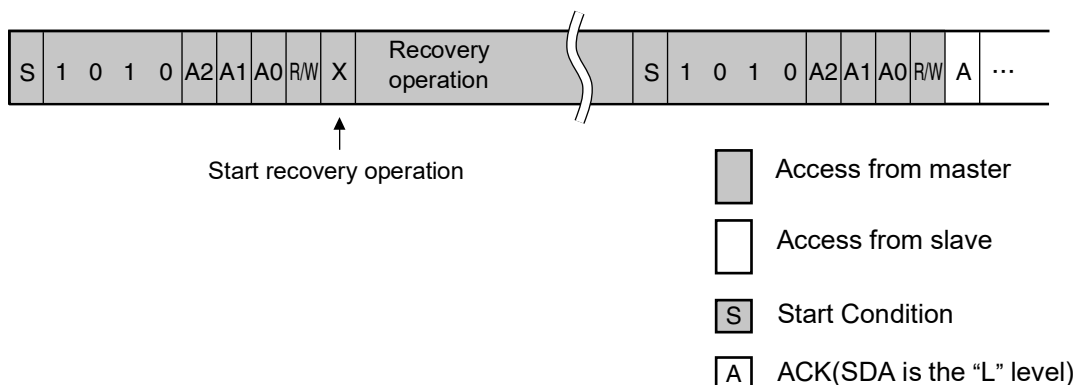 S 1 0 1 0 A2 A1 A0 R/W X Recovery operation S 1 0 1 0 A2 A1 A0 R/W A ...
Start recovery operation
Access from master
Access from slave
S Start Condition
A ACK(SDA is the “L” level)